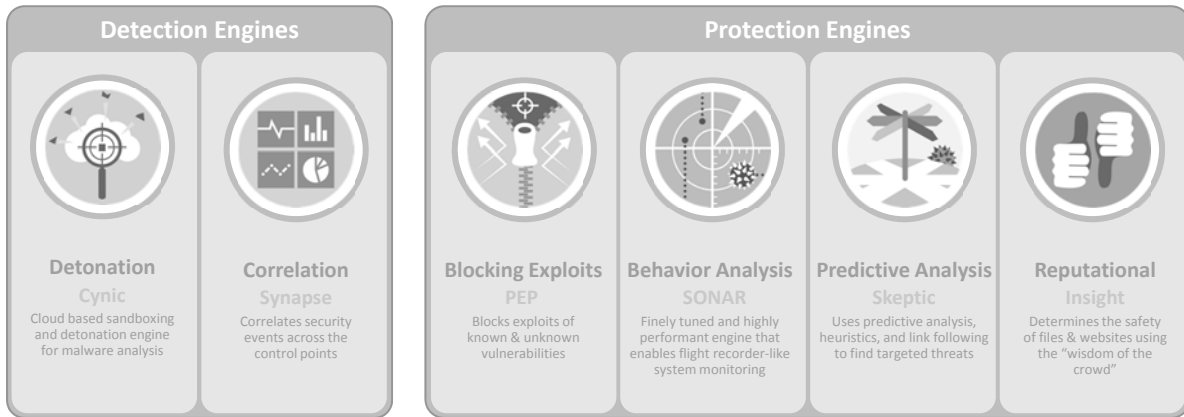 Detection Engines
Detonation
Cynic
Cloud based sandboxing
and detonation engine
for malware analysis
Correlation
Synapse
Correlates security
events across the
control points
Protection Engines
Blocking Exploits
PEP
Blocks exploits of
known & unknown
vulnerabilities
Behavior Analysis
SONAR
Finely tuned and highly
performant engine that
enables flight recorder-like
system monitoring
Predictive Analysis
Skeptic
Uses predictive analysis,
heuristics, and link following
to find targeted threats
Reputational
Insight
Determines the safety
of files & websites using
the “wisdom of the
crowd”